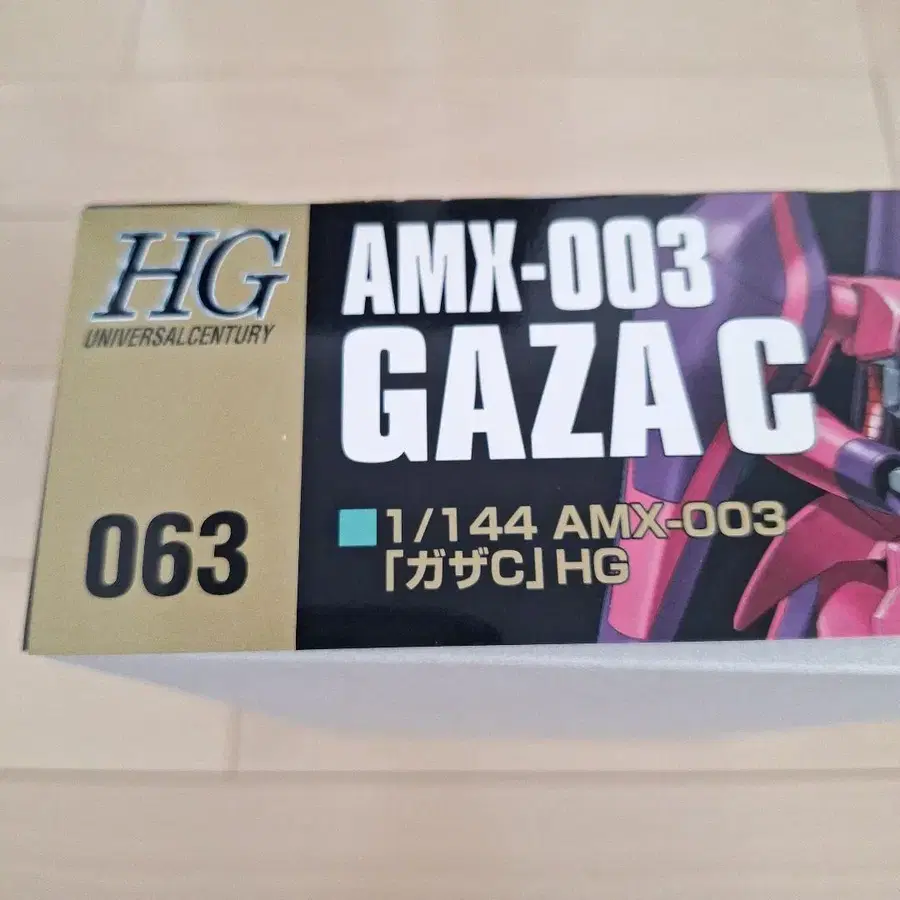 HG
UNIVERSALCENTURY
063
AMX-003
GAZA C
1/144 AMX-003
「ガザC」HG